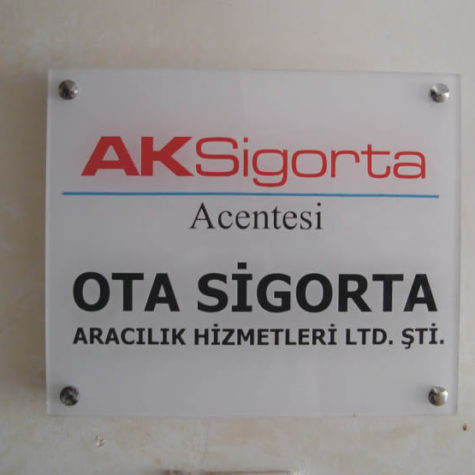 AKSigorta
Acentesi
OTA SİGORTA
ARACILIK HİZMETLERİ LTD. ŞTİ.